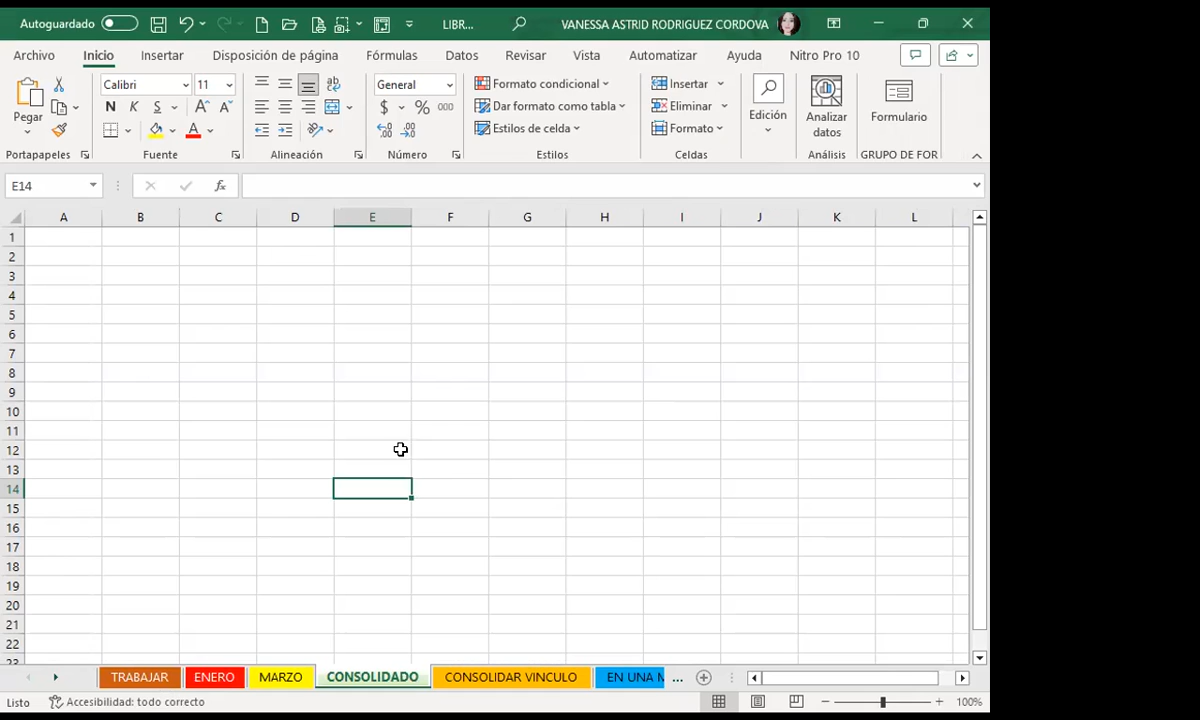 Autoguardado LIBR... VANESSA ASTRID RODRIGUEZ CORDOVA
Archivo Inicio Insertar Disposición de página Fórmulas Datos Revisar Vista Automatizar Ayuda Nitro Pro 10
Pegar
Calibri 11
N K S
A A
A
ab
General
$ % 000
Formato condicional
Dar formato como tabla
Estilos de celda
Insertar
Eliminar
Formato
Edición
Analizar
datos
Formulario
Portapapeles Fuente Alineación Número Estilos Celdas Análisis GRUPO DE FOR
E14 fx
A B C D E F G H I J K L
1
2
3
4
5
6
7
8
9
10
11
12
13
14
15
16
17
18
19
20
21
22
23
TRABAJAR ENERO MARZO CONSOLIDADO CONSOLIDAR VINCULO EN UNA M ...
Listo Accesibilidad: todo correcto 100%